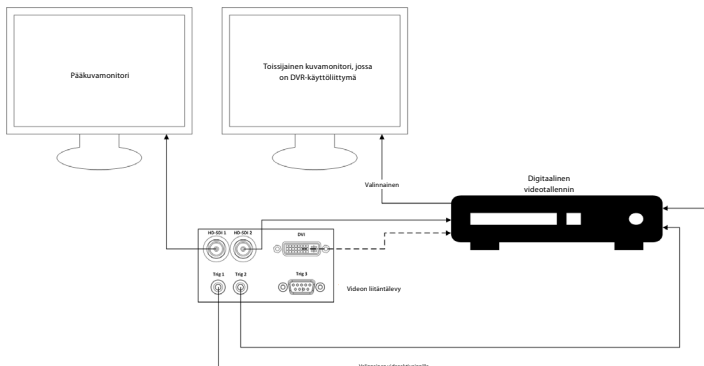 Pääkuvamonitori
Toissijainen kuvamonitori, jossa
on DVR-käyttöliittymä
Valinnainen
Digitaalinen
videotallennin
HD-SDI 1
HD-SDI 2
DVI
Trig 1
Trig 2
Trig 3
Videon liitäntälevy